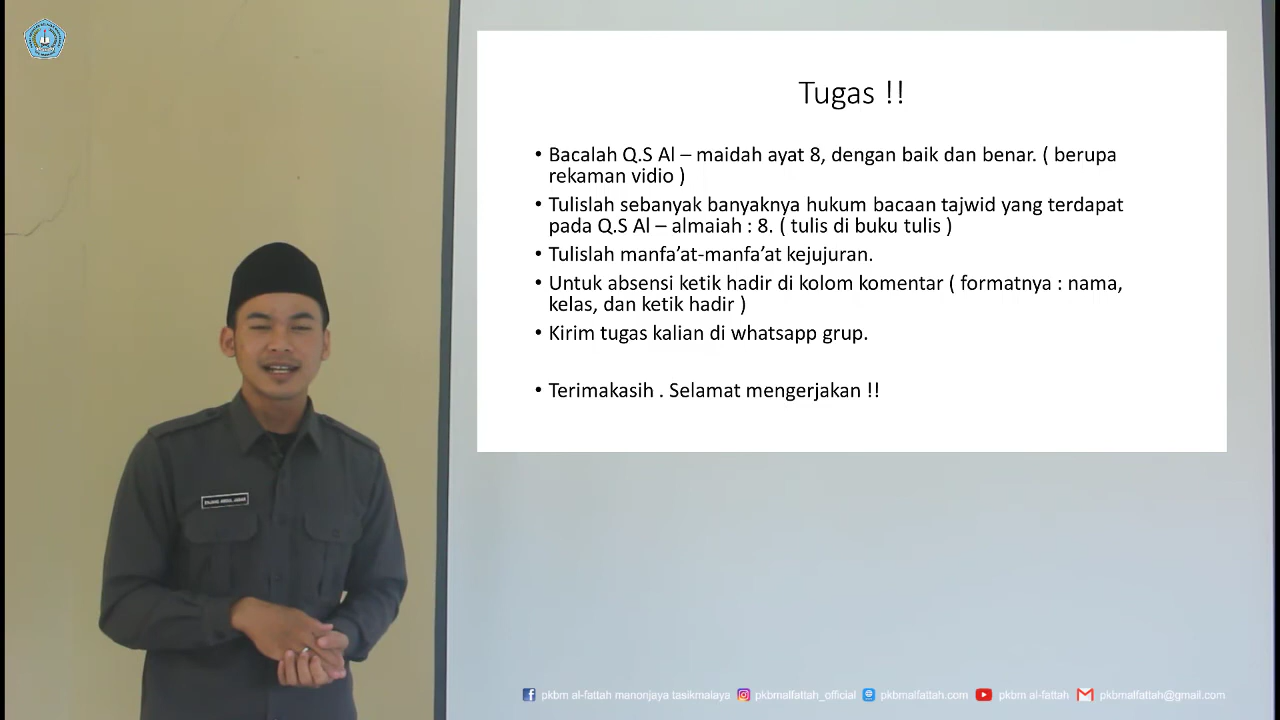 Tugas !!
• Bacalah Q.S Al – maidah ayat 8, dengan baik dan benar. ( berupa
rekaman vidio )
• Tulislah sebanyak banyaknya hukum bacaan tajwid yang terdapat
pada Q.S Al – almaiah : 8. ( tulis di buku tulis )
• Tulislah manfa’at-manfa’at kejujuran.
• Untuk absensi ketik hadir di kolom komentar ( formatnya : nama,
kelas, dan ketik hadir )
• Kirim tugas kalian di whatsapp grup.
• Terimakasih . Selamat mengerjakan !!
pkbm al-fattah manonjaya tasikmalaya pkbmalfattah_official pkbmalfattah.com pkbm al-fattah pkbmalfattah@gmail.com